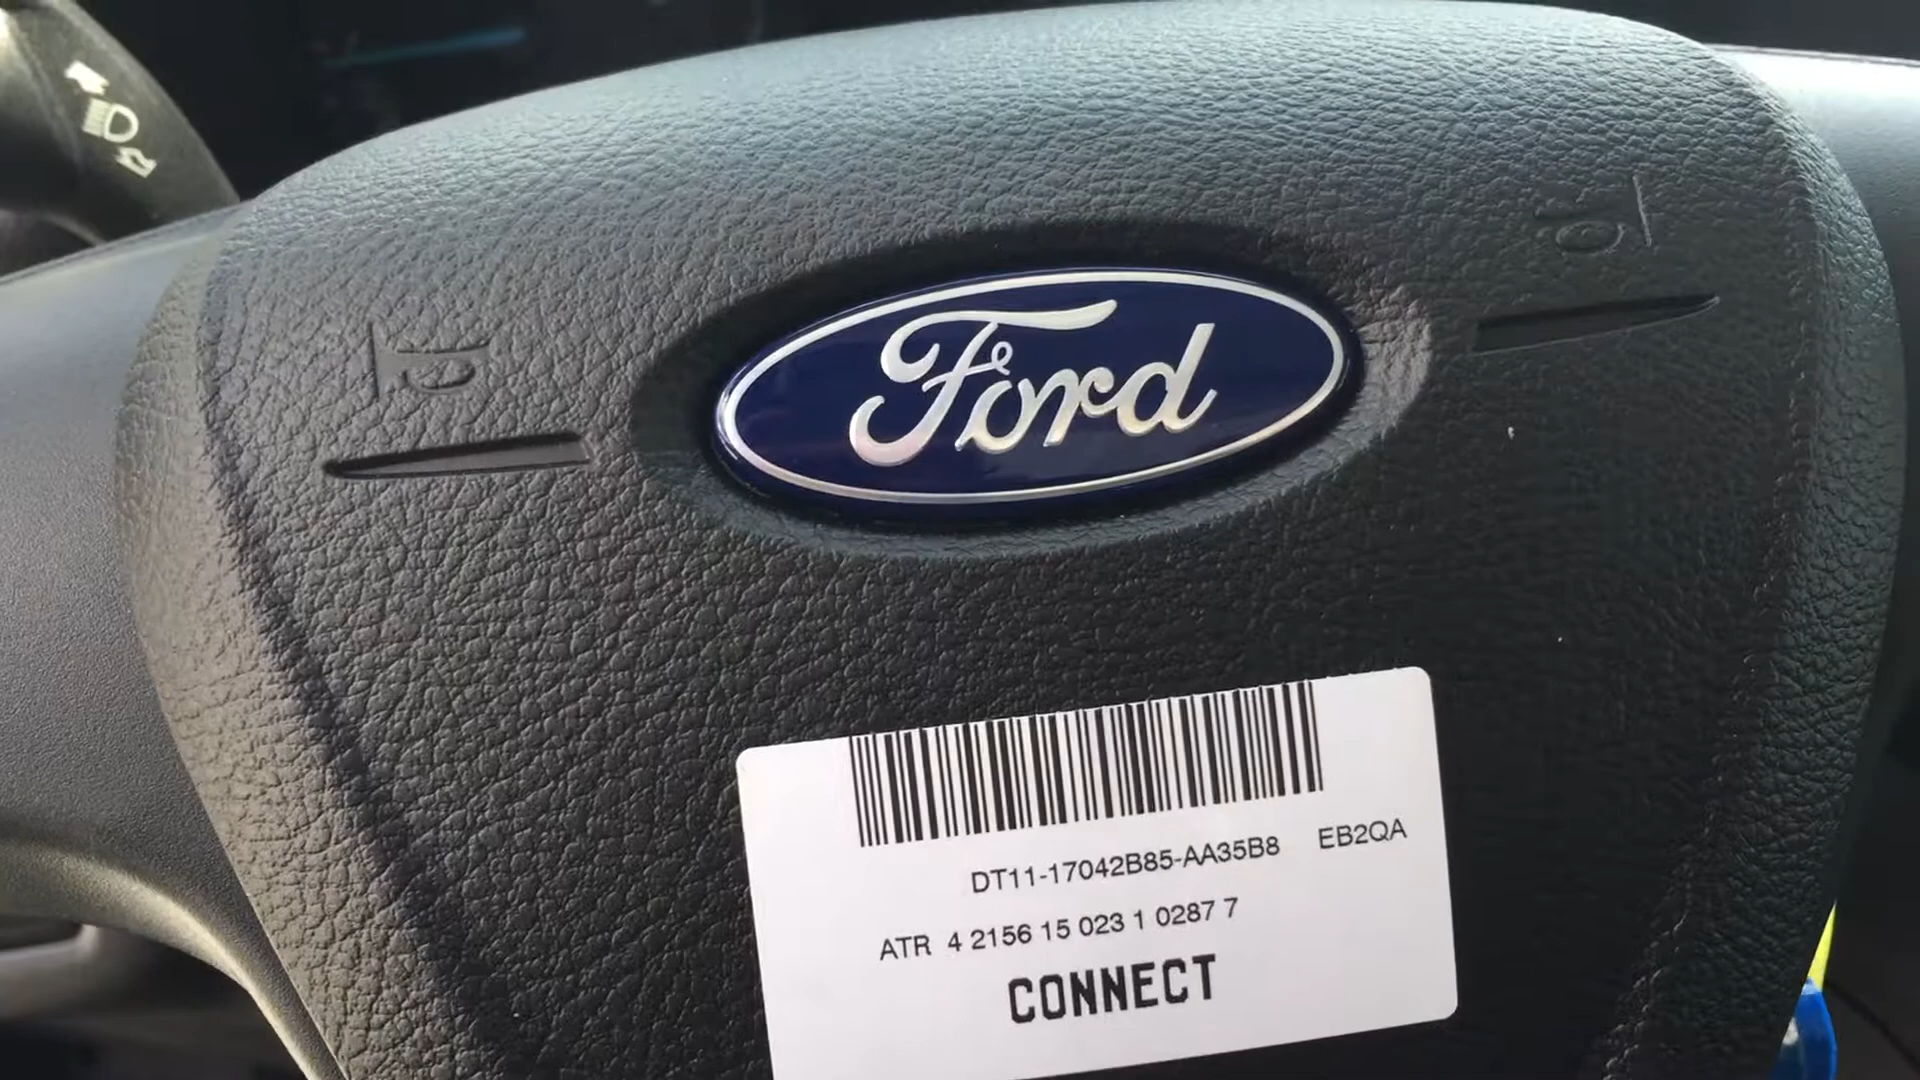 Ford
DT11-17042B85-AA35B8 EB2QA
ATR 4 2156 15 023 1 0287 7
CONNECT